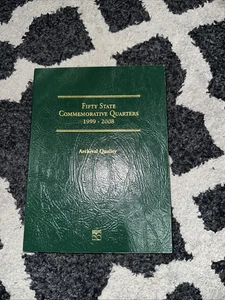 Fifty State
Commemorative Quarters
1999 - 2008
Archival Quality